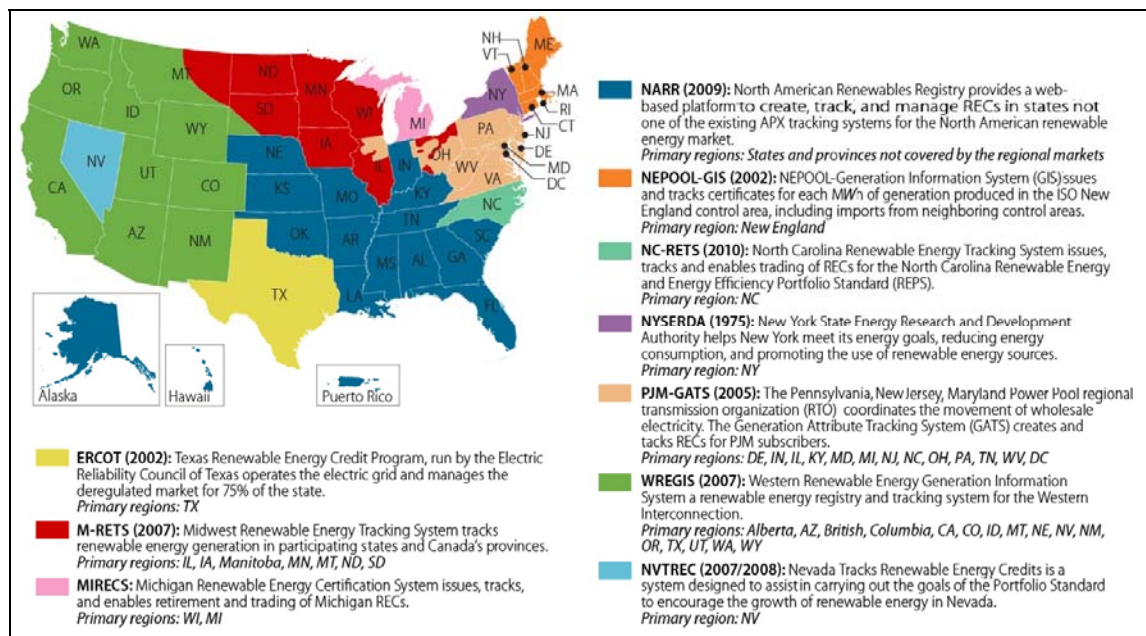 WA
OR
ID
MT
WY
NV
CA
UT
CO
AZ
NM
ND
SD
MN
WI
IA
IL
MI
NE
KS
OK
MO
AR
LA
IN
KY
TN
MS
AL
GA
SC
FL
TX
OH
PA
WV
VA
NC
NY
NH
VT
ME
MA
RI
CT
NJ
DE
MD
DC
Alaska
Hawaii
Puerto Rico
ERCOT (2002): Texas Renewable Energy Credit Program, run by the Electric
Reliability Council of Texas operates the electric grid and manages the
deregulated market for 75% of the state.
Primary regions: TX
M-RETS (2007): Midwest Renewable Energy Tracking System tracks
renewable energy generation in participating states and Canada's provinces.
Primary regions: IL, IA, Manitoba, MN, MT, ND, SD
MIRECS: Michigan Renewable Energy Certification System issues, tracks,
and enables retirement and trading of Michigan RECs.
Primary regions: WI, MI
NARR (2009): North American Renewables Registry provides a web-
based platform to create, track, and manage RECs in states not
one of the existing APX tracking systems for the North American renewable
energy market.
Primary regions: States and provinces not covered by the regional markets
NEPOOL-GIS (2002): NEPOOL-Generation Information System (GIS)issues
and tracks certificates for each MWh of generation produced in the ISO New
England control area, including imports from neighboring control areas.
Primary region: New England
NC-RETS (2010): North Carolina Renewable Energy Tracking System issues,
tracks and enables trading of RECs for the North Carolina Renewable Energy
and Energy Efficiency Portfolio Standard (REPS).
Primary region: NC
NYSERDA (1975): New York State Energy Research and Development
Authority helps New York meet its energy goals, reducing energy
consumption, and promoting the use of renewable energy sources.
Primary region: NY
PJM-GATS (2005): The Pennsylvania, New Jersey, Maryland Power Pool regional
transmission organization (RTO) coordinates the movement of wholesale
electricity. The Generation Attribute Tracking System (GATS) creates and
tacks RECs for PJM subscribers.
Primary regions: DE, IN, IL, KY, MD, MI, NJ, NC, OH, PA, TN, WV, DC
WREGIS (2007): Western Renewable Energy Generation Information
System a renewable energy registry and tracking system for the Western
Interconnection.
Primary regions: Alberta, AZ, British, Columbia, CA, CO, ID, MT, NE, NV, NM,
OR, TX, UT, WA, WY
NVTREC (2007/2008): Nevada Tracks Renewable Energy Credits is a
system designed to assist in carrying out the goals of the Portfolio Standard
to encourage the growth of renewable energy in Nevada.
Primary region: NV